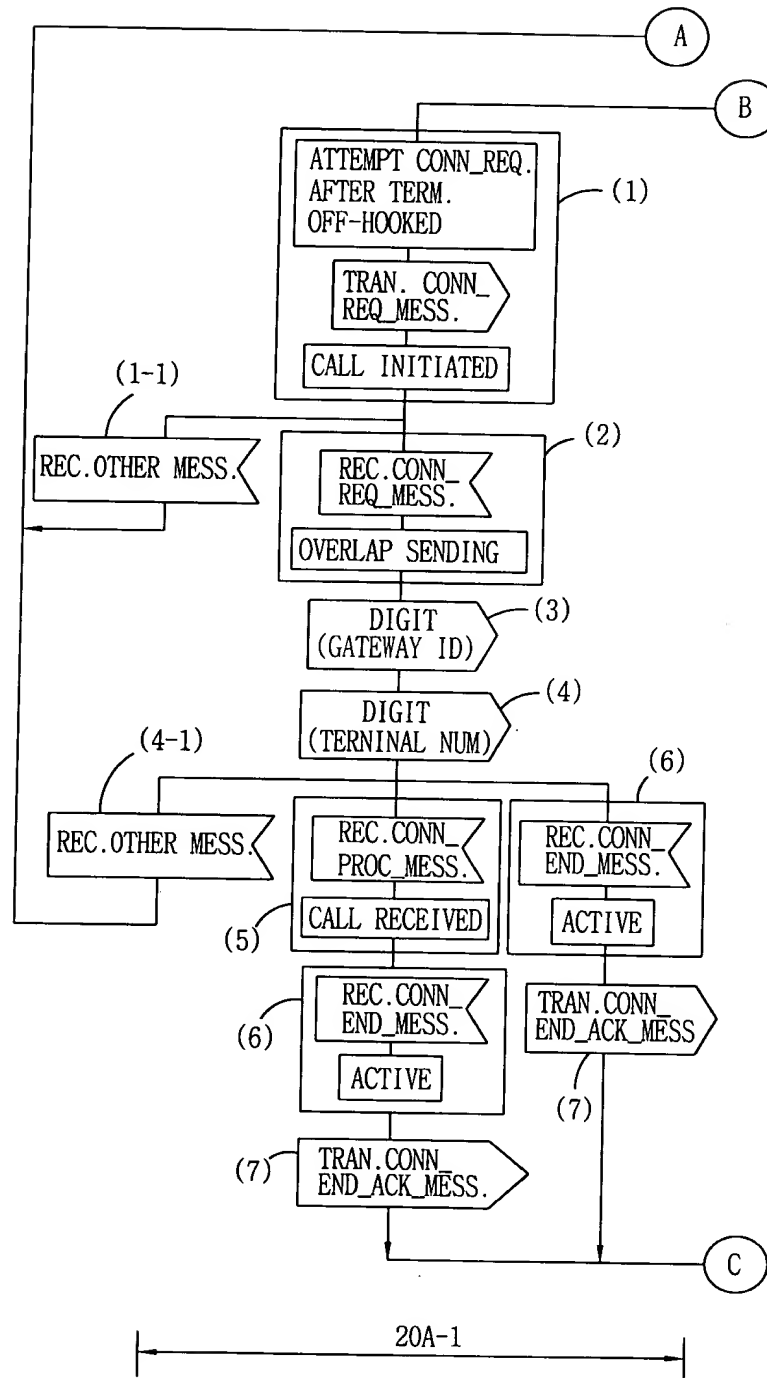 A
B
ATTEMPT CONN_REQ.
AFTER TERM.
OFF-HOOKED
(1)
TRAN. CONN_
REQ_MESS.
CALL INITIATED
(1-1)
REC.OTHER MESS.
(2)
REC.CONN_
REQ_MESS.
OVERLAP SENDING
DIGIT
(GATEWAY ID)
(3)
DIGIT
(TERNINAL NUM)
(4)
(4-1)
REC.OTHER MESS.
REC.CONN_
PROC_MESS.
CALL RECEIVED
(5)
(6)
REC.CONN_
END_MESS.
ACTIVE
(6)
REC.CONN_
END_MESS.
ACTIVE
TRAN.CONN_
END_ACK_MESS
(7)
(7)
TRAN.CONN_
END_ACK_MESS.
C
20A-1